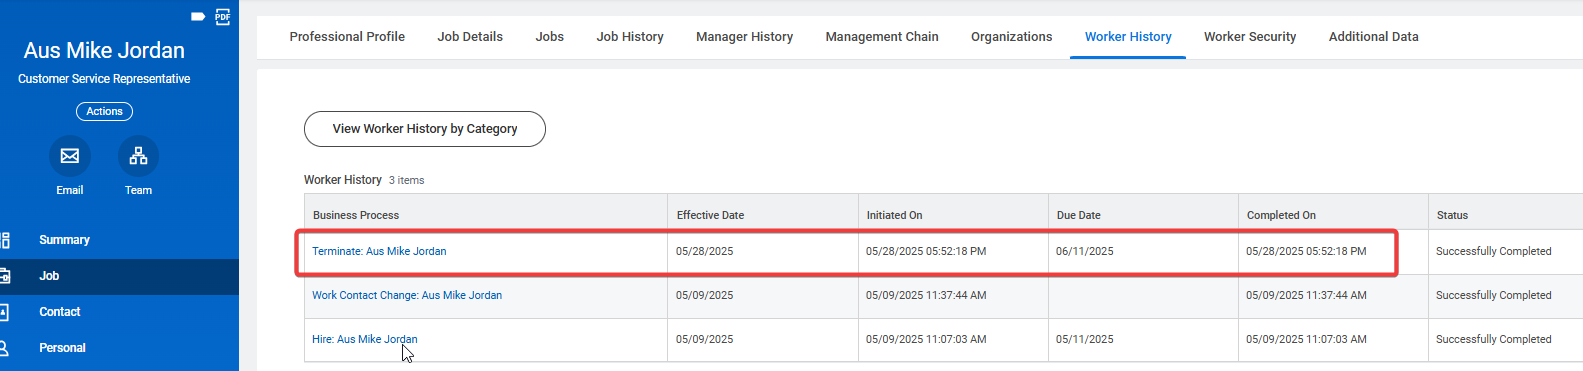 PDF
Aus Mike Jordan
Customer Service Representative
Actions
Email Team
Summary
Job
Contact
Personal
Professional Profile Job Details Jobs Job History Manager History Management Chain Organizations Worker History Worker Security Additional Data
View Worker History by Category
Worker History 3 items
Business Process Effective Date Initiated On Due Date Completed On Status
Terminate: Aus Mike Jordan 05/28/2025 05/28/2025 05:52:18 PM 06/11/2025 05/28/2025 05:52:18 PM Successfully Completed
Work Contact Change: Aus Mike Jordan 05/09/2025 05/09/2025 11:37:44 AM 05/09/2025 11:37:44 AM Successfully Completed
Hire: Aus Mike Jordan 05/09/2025 05/09/2025 11:07:03 AM 05/11/2025 05/09/2025 11:07:03 AM Successfully Completed